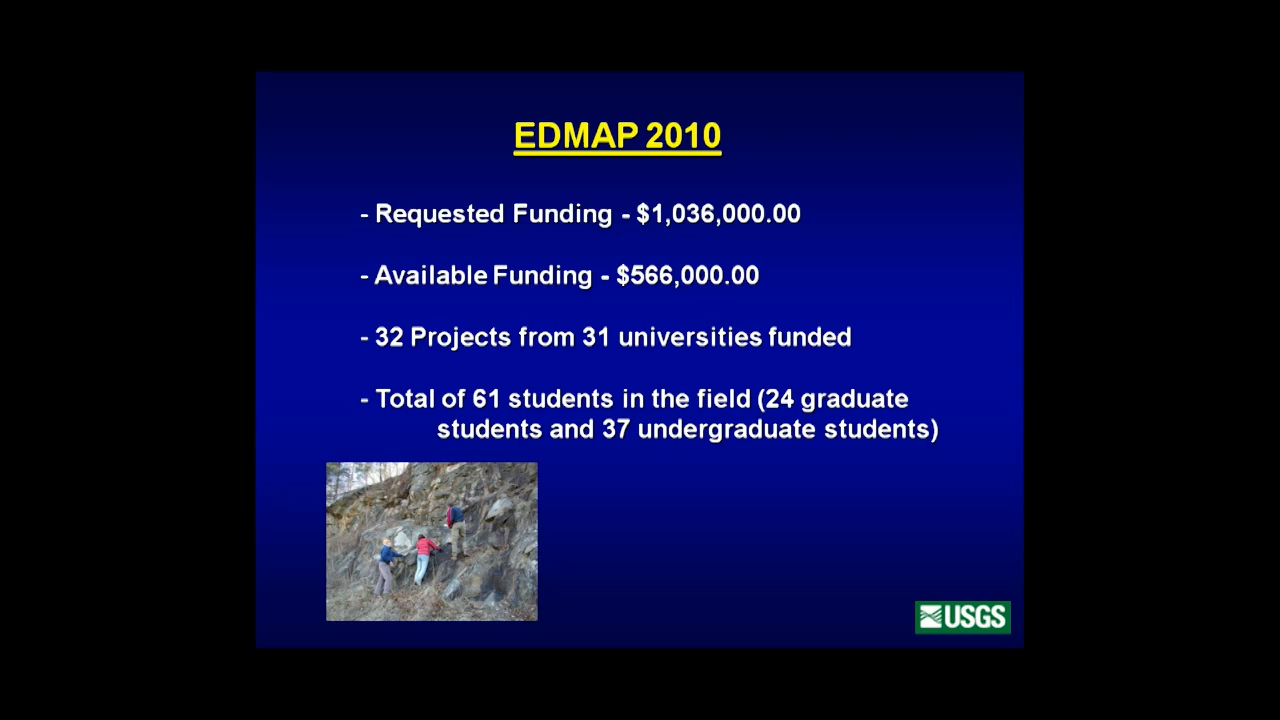 EDMAP 2010
- Requested Funding - $1,036,000.00
- Available Funding - $566,000.00
- 32 Projects from 31 universities funded
- Total of 61 students in the field (24 graduate
students and 37 undergraduate students)
USGS